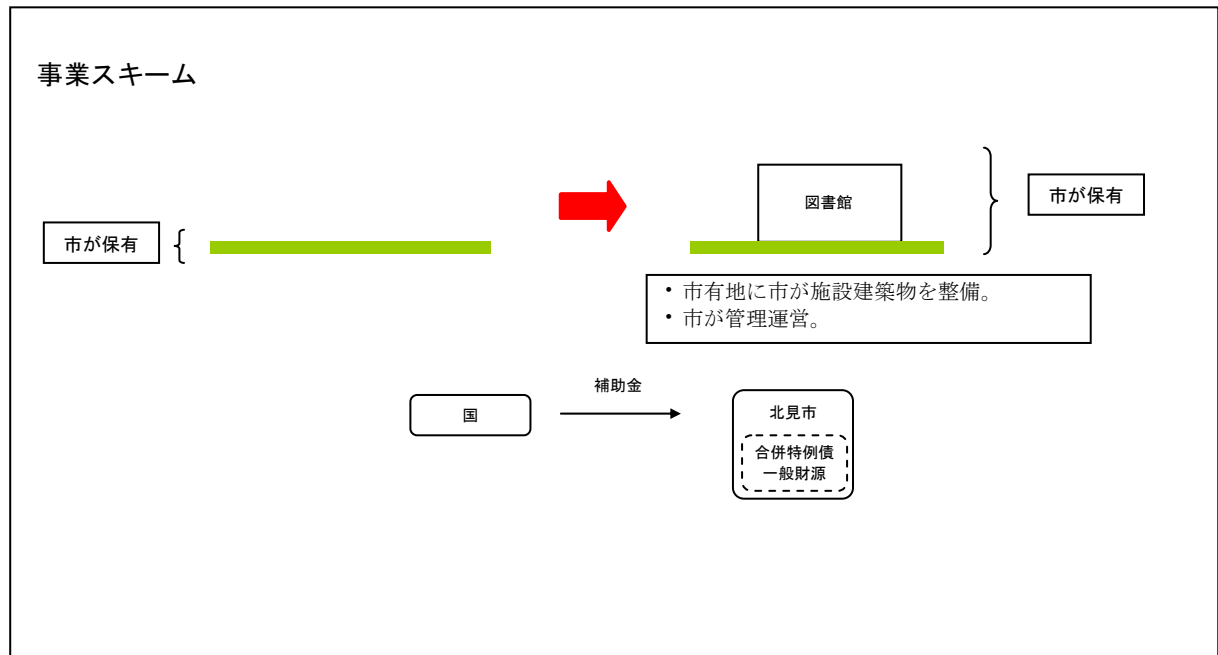 事業スキーム
市が保有
図書館
市が保有
・市有地に市が施設建築物を整備。
・市が管理運営。
国
補助金
北見市
合併特例債
一般財源